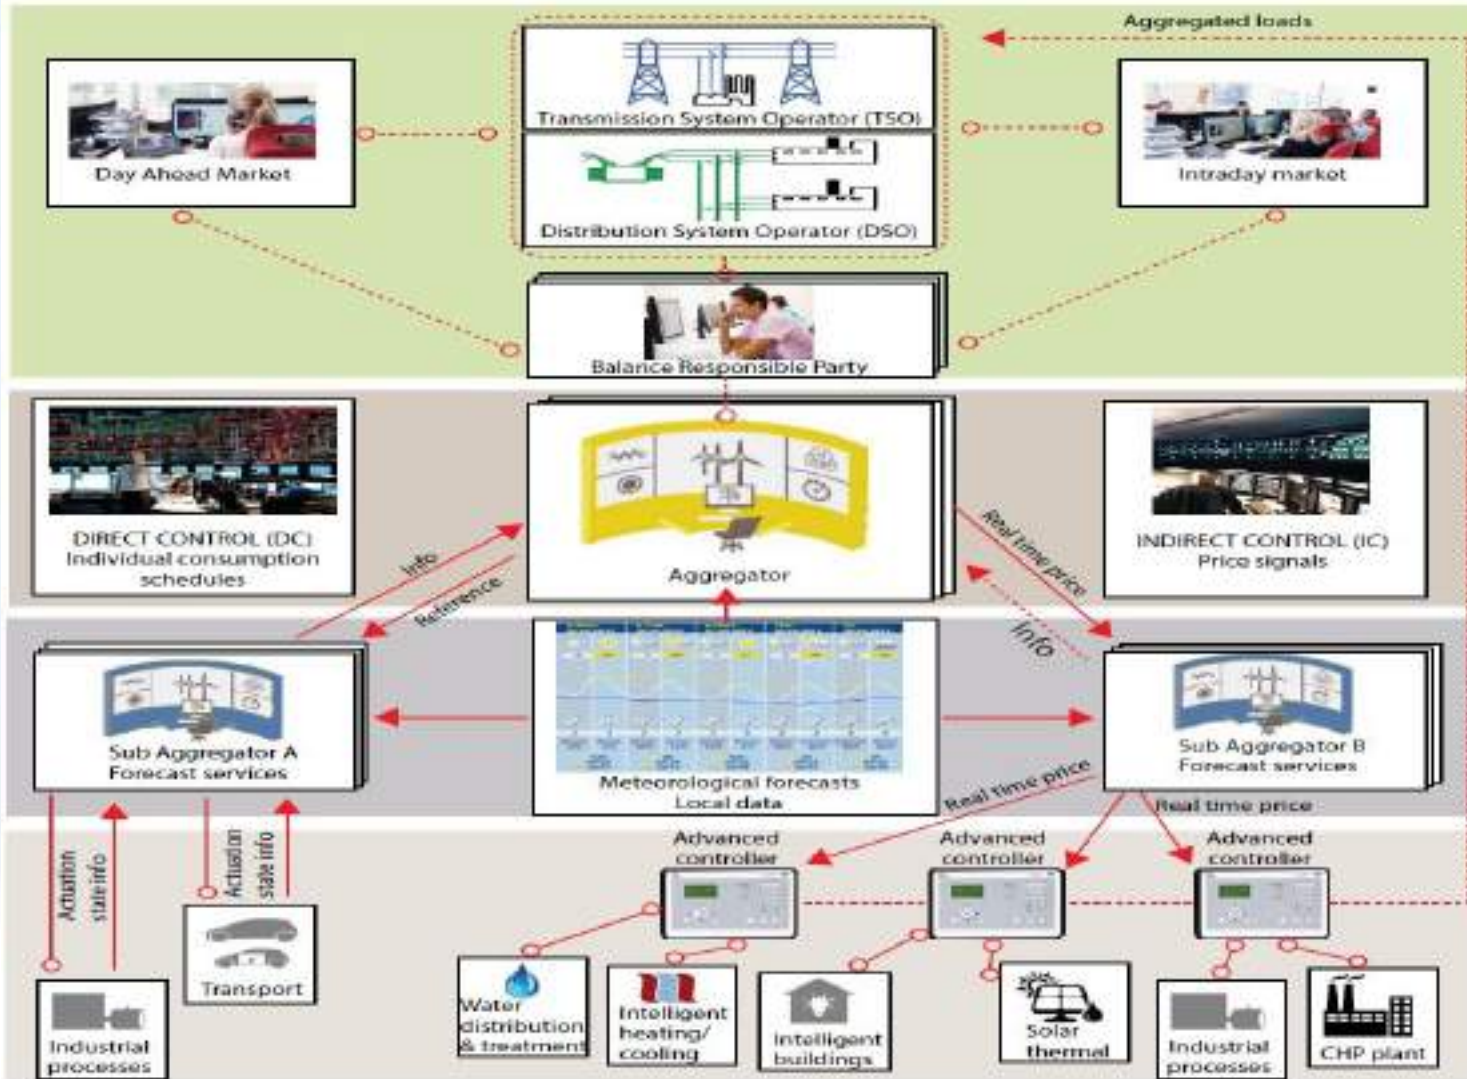 Aggregated loads
Transmission System Operator (TSO)
Day Ahead Market
Intraday market
Distribution System Operator (DSO)
Balance Responsible Party
DIRECT CONTROL (DC)
Individual consumption
schedules
Aggregator
INDIRECT CONTROL (IC)
Price signals
Info
Reference
Real time price
Info
Sub Aggregator A
Forecast services
Meteorological forecasts
Local data
Sub Aggregator B
Forecast services
Real time price
Real time price
Actuation
state info
Actuation
state info
Advanced
controller
Advanced
controller
Advanced
controller
Transport
Industrial
processes
Water
distribution
& treatment
Intelligent
heating/
cooling
Intelligent
buildings
Solar
thermal
Industrial
processes
CHP plant